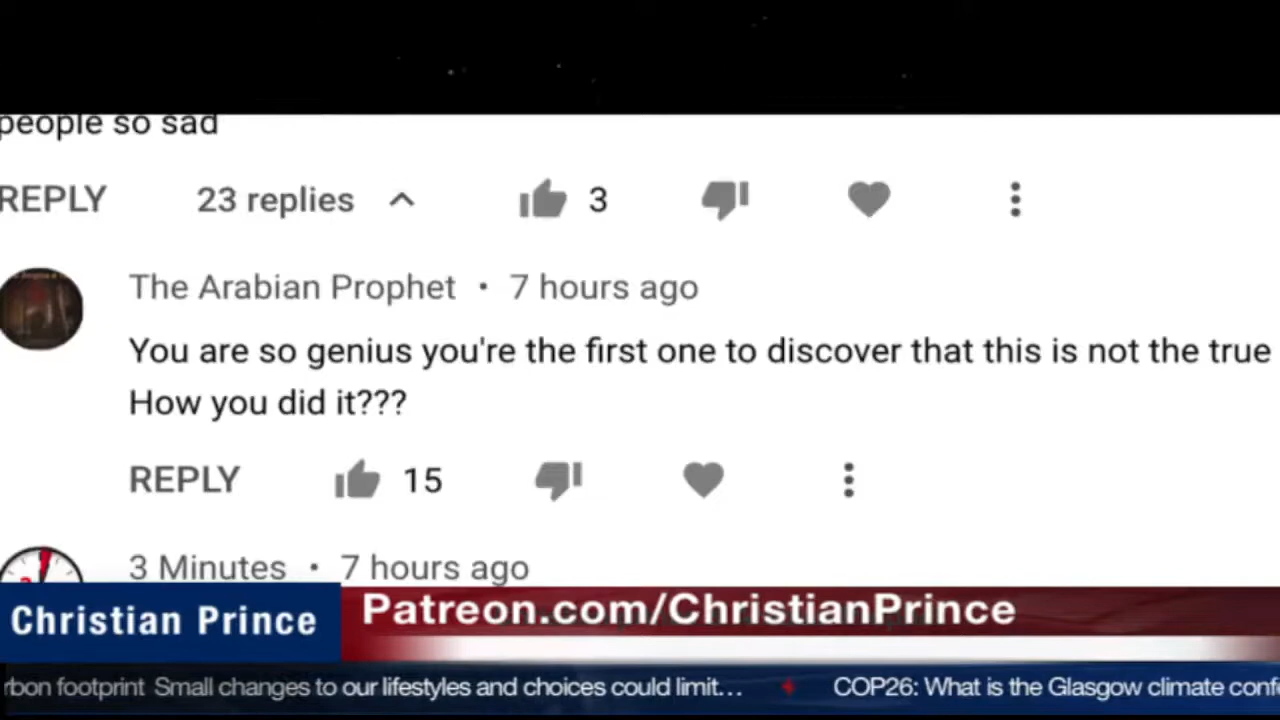 people so sad
REPLY 23 replies 3
The Arabian Prophet • 7 hours ago
You are so genius you're the first one to discover that this is not the true
How you did it???
REPLY 15
3 Minutes • 7 hours ago
Christian Prince Patreon.com/ChristianPrince
rbon footprint Small changes to our lifestyles and choices could limit... COP26: What is the Glasgow climate conf